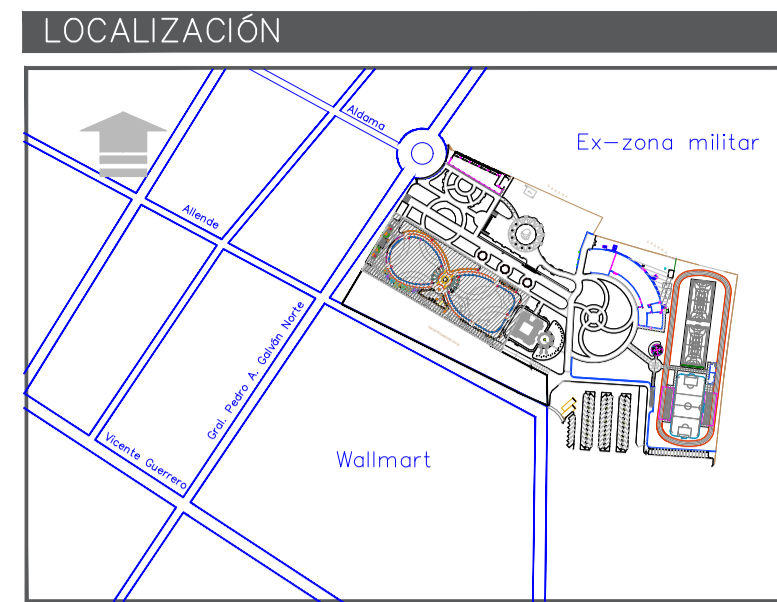 LOCALIZACIÓN
Aldama
Ex-zona militar
Allende
Gral. Pedro A. Galván Norte
Vicente Guerrero
Wallmart